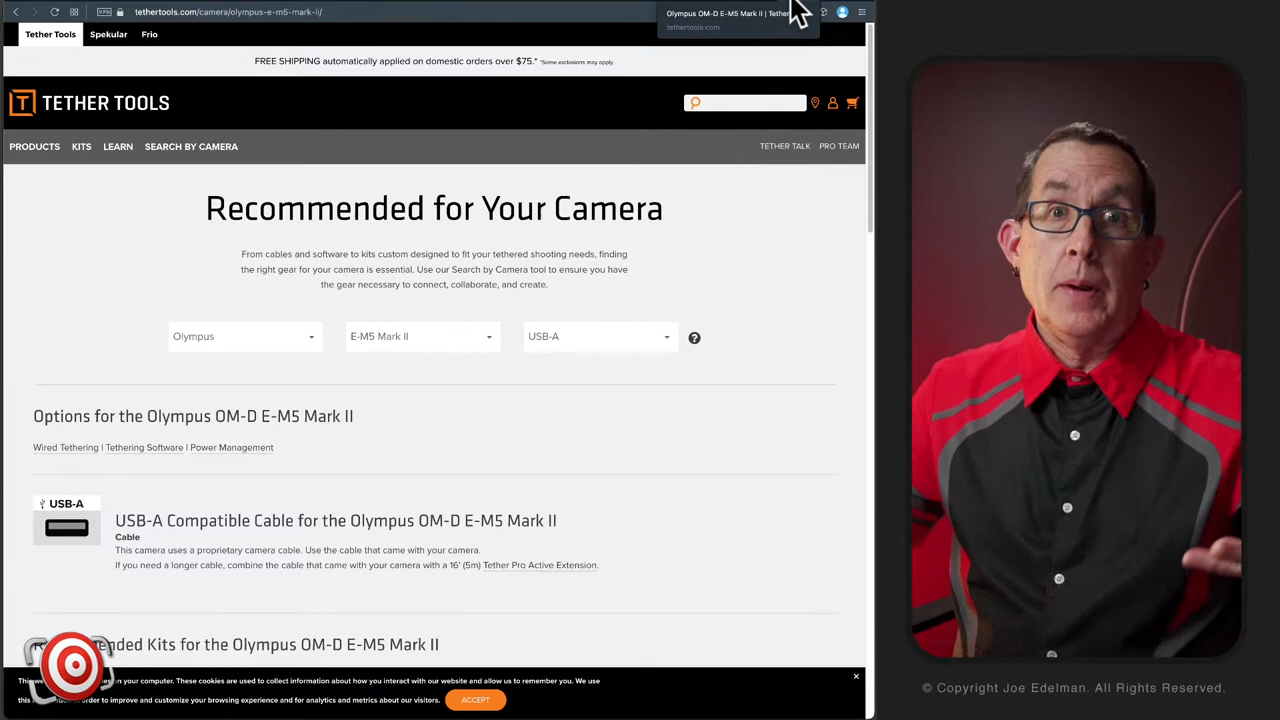 tethertools.com/camera/olympus-e-m5-mark-ii/
VPS
Olympus OM-D E-M5 Mark II | Tether
tethertools.com
Tether Tools
Spekular
Frio
FREE SHIPPING automatically applied on domestic orders over $75.* *Some exclusions may apply.
T TETHER TOOLS
PRODUCTS
KITS
LEARN
SEARCH BY CAMERA
TETHER TALK
PRO TEAM
Recommended for Your Camera
From cables and software to kits custom designed to fit your tethered shooting needs, finding
the right gear for your camera is essential. Use our Search by Camera tool to ensure you have
the gear necessary to connect, collaborate, and create.
Olympus
E-M5 Mark II
USB-A
?
Options for the Olympus OM-D E-M5 Mark II
Wired Tethering | Tethering Software | Power Management
USB-A
USB-A Compatible Cable for the Olympus OM-D E-M5 Mark II
Cable
This camera uses a proprietary camera cable. Use the cable that came with your camera.
If you need a longer cable, combine the cable that came with your camera with a 16' (5m) Tether Pro Active Extension.
Kits for the Olympus OM-D E-M5 Mark II
on your computer. These cookies are used to collect information about how you interact with our website and allow us to remember you. We use
in order to improve and customize your browsing experience and for analytics and metrics about our visitors.
ACCEPT
© Copyright Joe Edelman. All Rights Reserved.